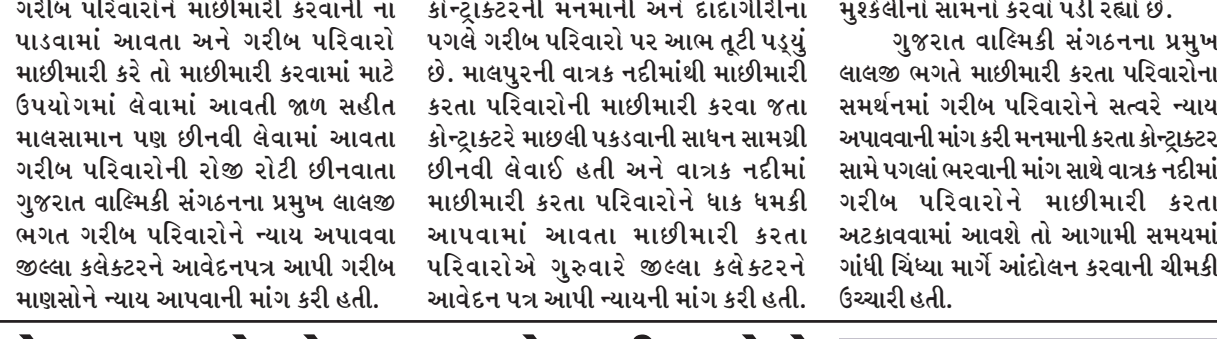 ગરીબ પરિવારોને માછીમારી કરવાની ના
પાડવામાં આવતા અને ગરીબ પરિવારો
માછીમારી કરે તો માછીમારી કરવામાં માટે
ઉપયોગમાં લેવામાં આવતી જાળ સહીત
માલસામાન પણ છીનવી લેવામાં આવતા
ગરીબ પરિવારોની રોજી રોટી છીનવાતા
ગુજરાત વાલ્મિકી સંગઠનના પ્રમુખ લાલજી
ભગત ગરીબ પરિવારોને ન્યાય અપાવવા
જીલ્લા કલેક્ટરને આવેદનપત્ર આપી ગરીબ
માણસોને ન્યાય આપવાની માંગ કરી હતી.
કોન્ટ્રાક્ટરની મનમાની અને દાદાગીરીના
પગલે ગરીબ પરિવારો પર આભ તૂટી પડ્યું
છે. માલપુરની વાત્રક નદીમાંથી માછીમારી
કરતા પરિવારોની માછીમારી કરવા જતા
કોન્ટ્રાક્ટરે માછલી પકડવાની સાધન સામગ્રી
છીનવી લેવાઈ હતી અને વાત્રક નદીમાં
માછીમારી કરતા પરિવારોને ધાક ધમકી
આપવામાં આવતા માછીમારી કરતા
પરિવારોએ ગુરુવારે જીલ્લા કલેક્ટરને
આવેદન પત્ર આપી ન્યાયની માંગ કરી હતી.
મુશ્કેલીનો સામનો કરવો પડી રહ્યો છે.
ગુજરાત વાલ્મિકી સંગઠનના પ્રમુખ
લાલજી ભગતે માછીમારી કરતા પરિવારોના
સમર્થનમાં ગરીબ પરિવારોને સત્વરે ન્યાય
અપાવવાની માંગ કરી મનમાની કરતા કોન્ટ્રાક્ટર
સામે પગલાં ભરવાની માંગ સાથે વાત્રક નદીમાં
ગરીબ પરિવારોને માછીમારી કરતા
અટકાવવામાં આવશે તો આગામી સમયમાં
ગાંધી ચિંધ્યા માર્ગે આંદોલન કરવાની ચીમકી
ઉચ્ચારી હતી.